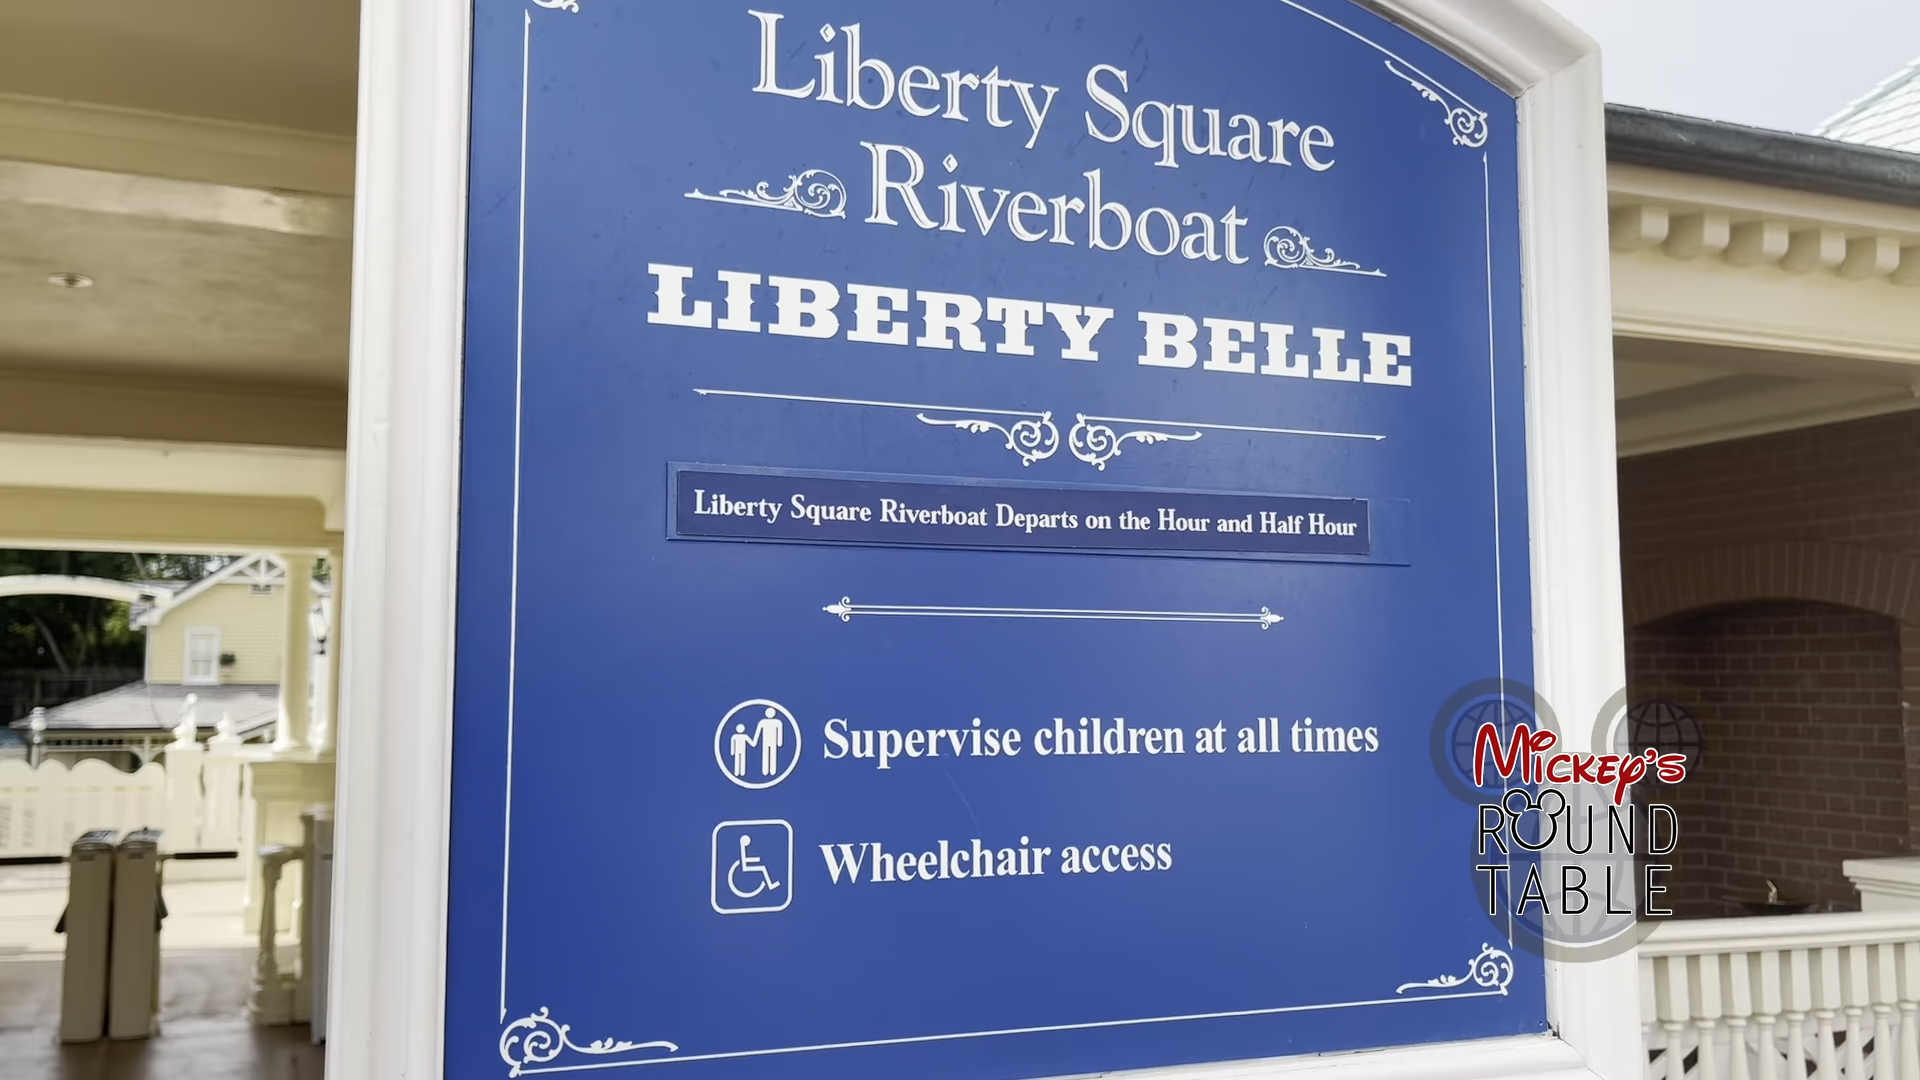 Liberty Square
Riverboat
LIBERTY BELLE
Liberty Square Riverboat Departs on the Hour and Half Hour
Supervise children at all times
Wheelchair access
MICKEY'S
ROUND
TABLE